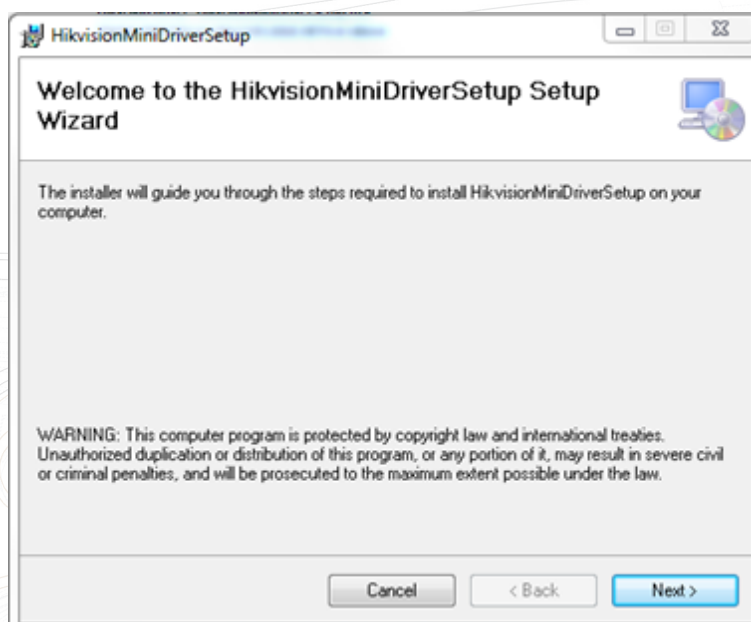 HikvisionMiniDriverSetup
Welcome to the HikvisionMiniDriverSetup Setup
Wizard
The installer will guide you through the steps required to install HikvisionMiniDriverSetup on your
computer.
WARNING: This computer program is protected by copyright law and international treaties.
Unauthorized duplication or distribution of this program, or any portion of it, may result in severe civil
or criminal penalties, and will be prosecuted to the maximum extent possible under the law.
Cancel
< Back
Next >